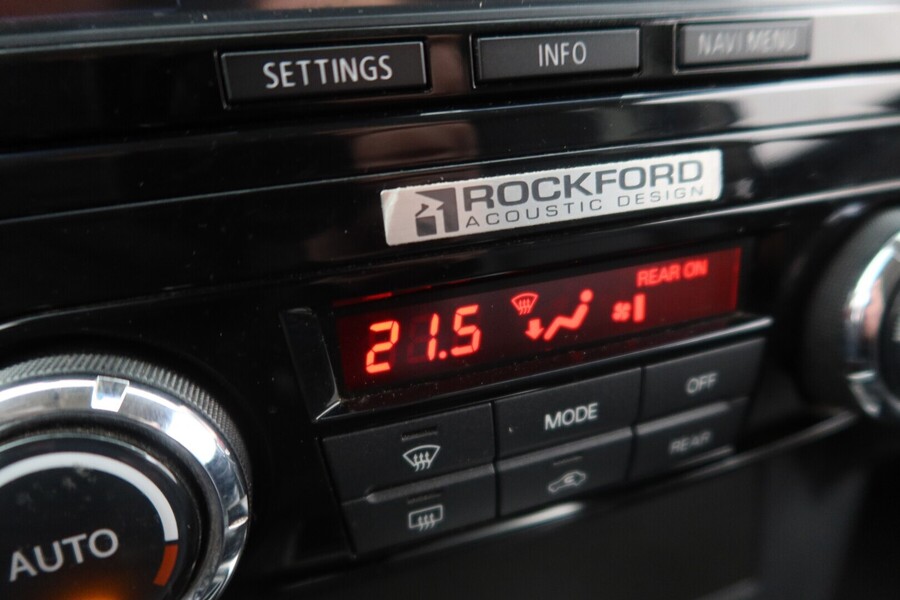 SETTINGS
INFO
NAVI MENU
ROCKFORD
ACOUSTIC DESIGN
REAR ON
21.5
MODE
OFF
REAR
AUTO